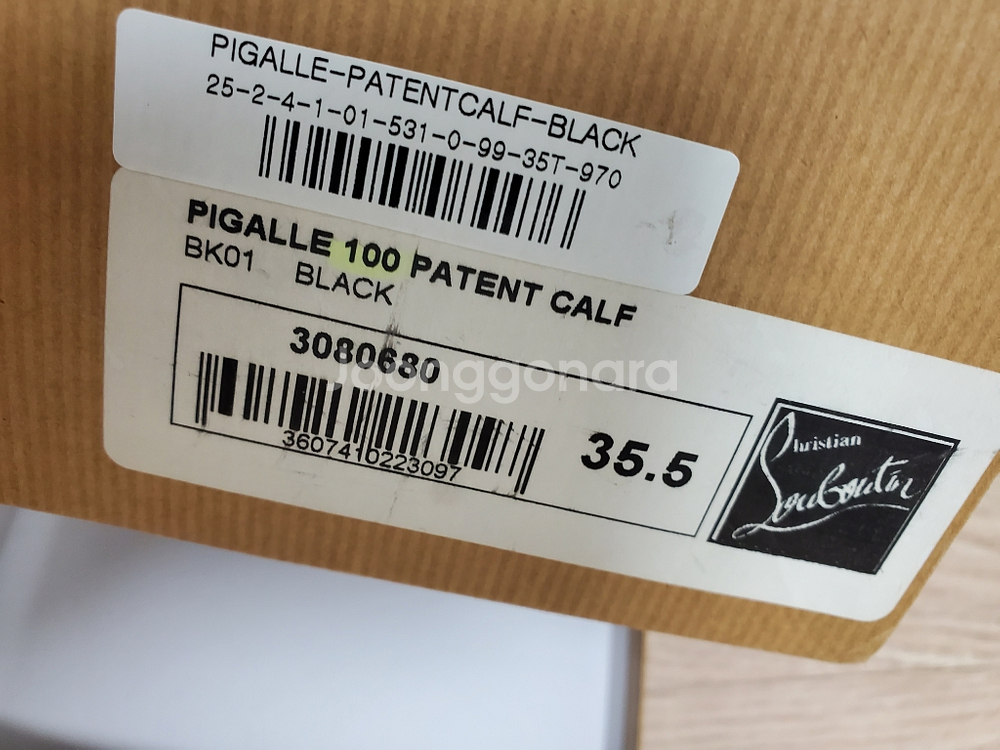 PIGALLE-PATENTCALF-BLACK
25-2-4-1-01-531-0-99-35T-970
PIGALLE 100 PATENT CALF
BK01 BLACK
3080680
joonggonara
3607410223097
35.5
Christian
Louboutin